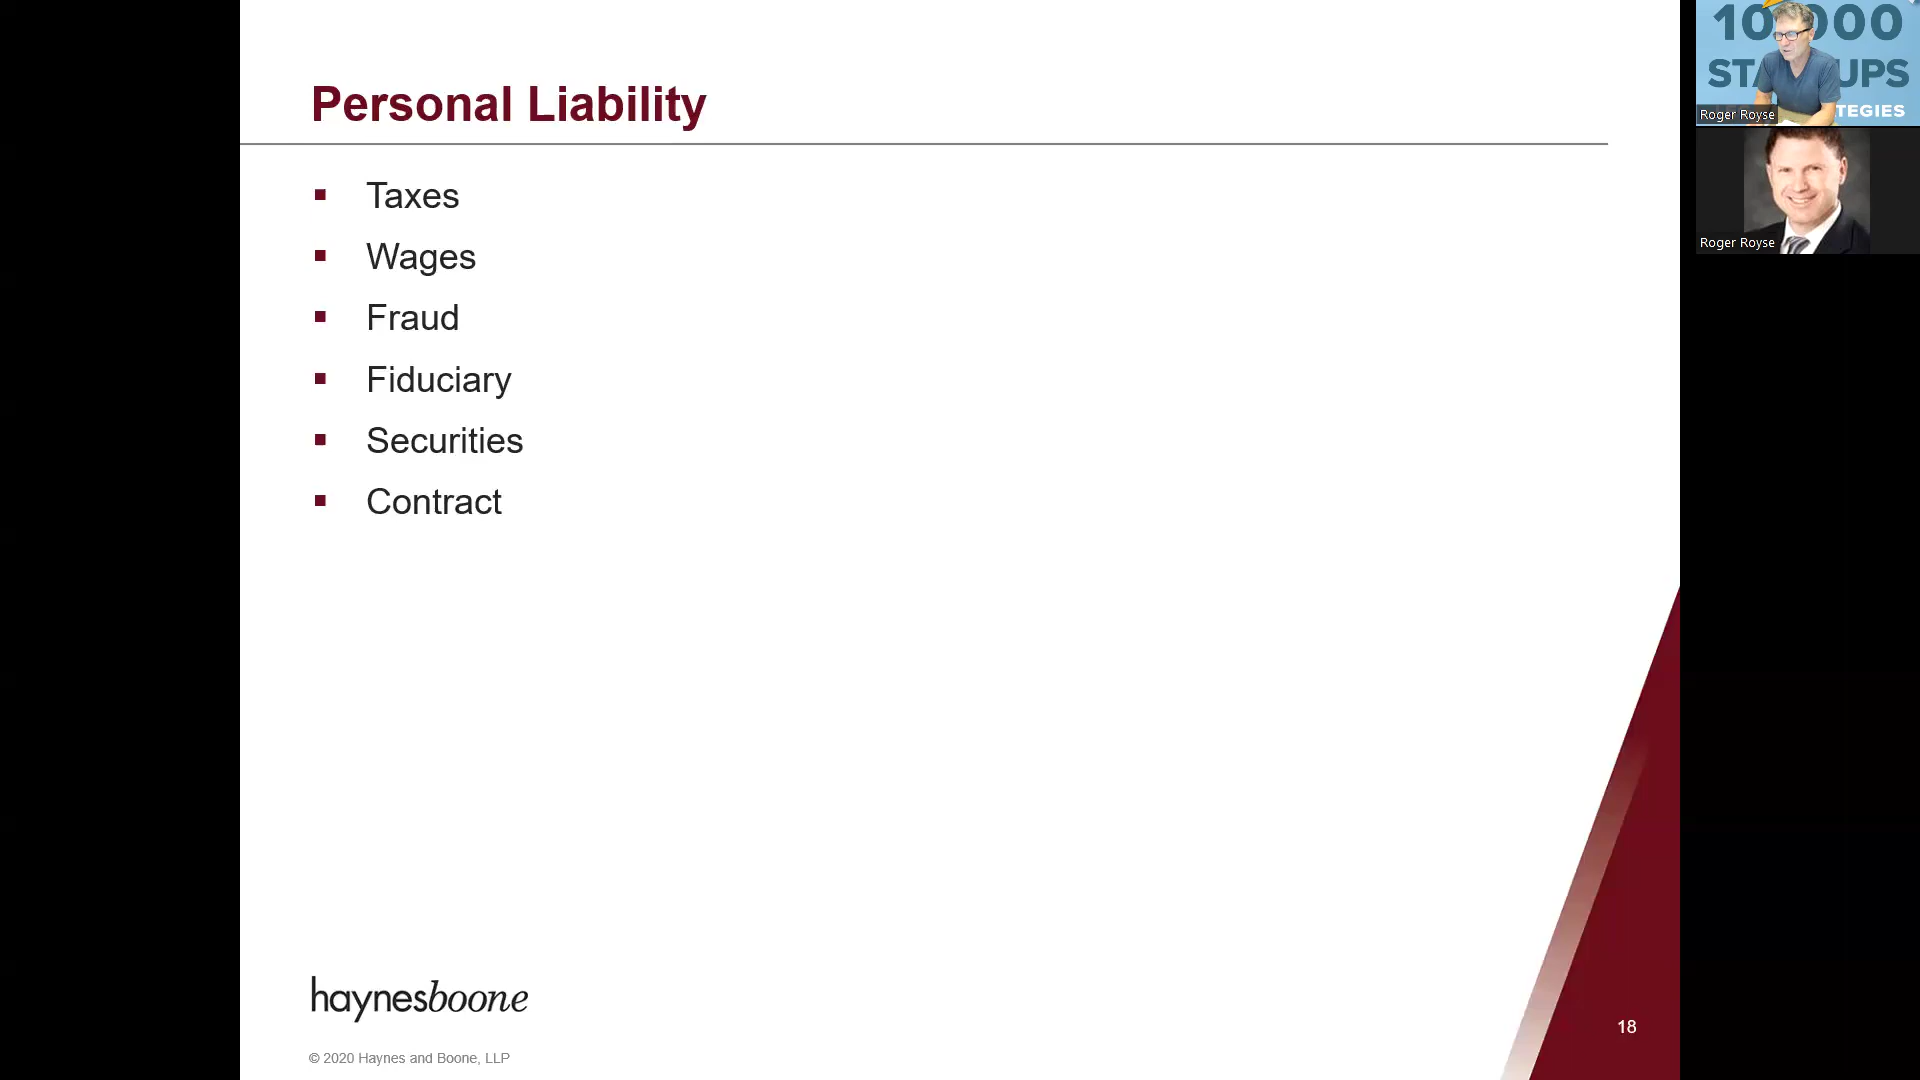 Personal Liability
Taxes
Wages
Fraud
Fiduciary
Securities
Contract
haynesboone
© 2020 Haynes and Boone, LLP
18
Roger Royse
Roger Royse